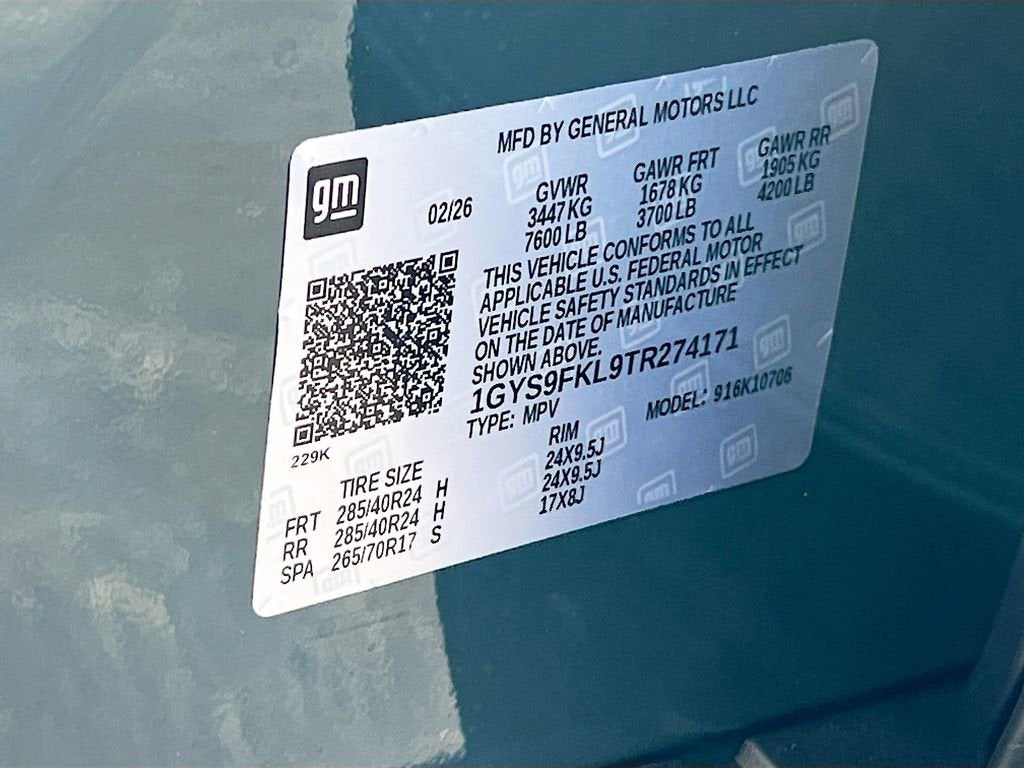 MFD BY GENERAL MOTORS LLC
gm
02/26
GVWR GAWR FRT GAWR RR
3447 KG 1678 KG 1905 KG
7600 LB 3700 LB 4200 LB
THIS VEHICLE CONFORMS TO ALL
APPLICABLE U.S. FEDERAL MOTOR
VEHICLE SAFETY STANDARDS IN EFFECT
ON THE DATE OF MANUFACTURE
SHOWN ABOVE.
1GYS9FKL9TR274171
TYPE: MPV MODEL: 916K10706
229K
TIRE SIZE RIM
FRT 285/40R24 H 24X9.5J
RR 285/40R24 H 24X9.5J
SPA 265/70R17 S 17X8J